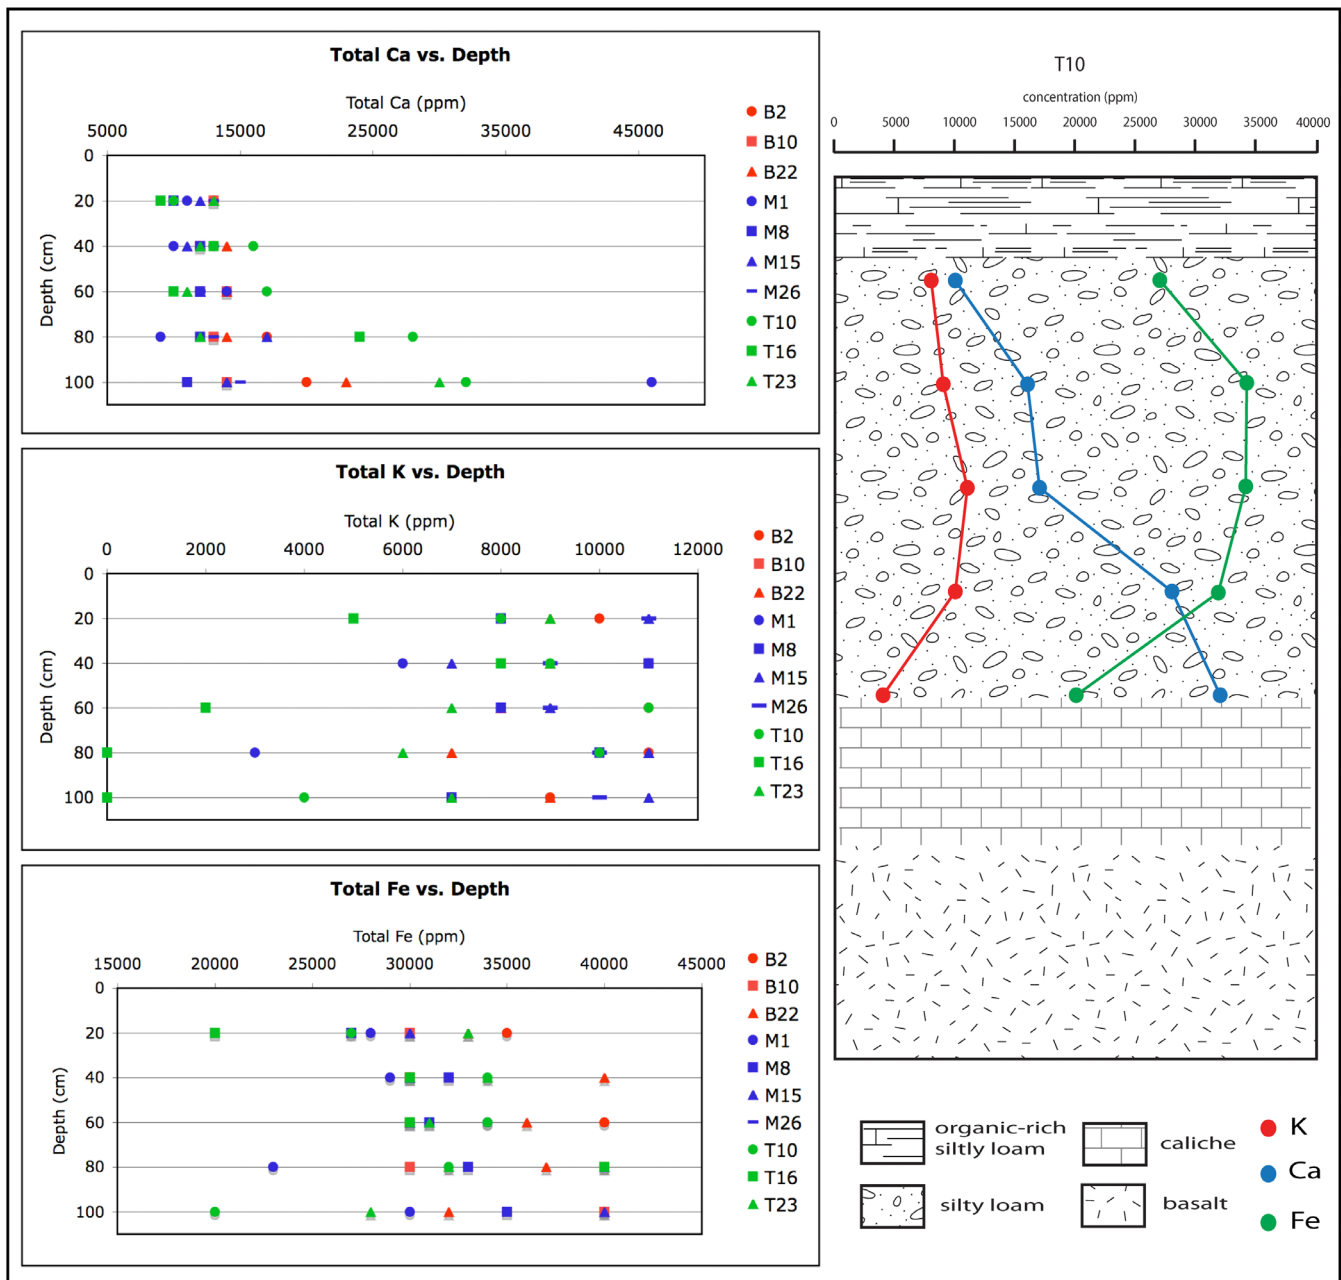 Total Ca vs. Depth
Total Ca (ppm)
5000 15000 25000 35000 45000
0
20
40
60
80
100
Depth (cm)
B2
B10
B22
M1
M8
M15
M26
T10
T16
T23
Total K vs. Depth
Total K (ppm)
0 2000 4000 6000 8000 10000 12000
0
20
40
60
80
100
Depth (cm)
B2
B10
B22
M1
M8
M15
M26
T10
T16
T23
Total Fe vs. Depth
Total Fe (ppm)
15000 20000 25000 30000 35000 40000 45000
0
20
40
60
80
100
Depth (cm)
B2
B10
B22
M1
M8
M15
M26
T10
T16
T23
T10
concentration (ppm)
0 5000 10000 15000 20000 25000 30000 40000
organic-rich
siltly loam
caliche
silty loam
basalt
K
Ca
Fe